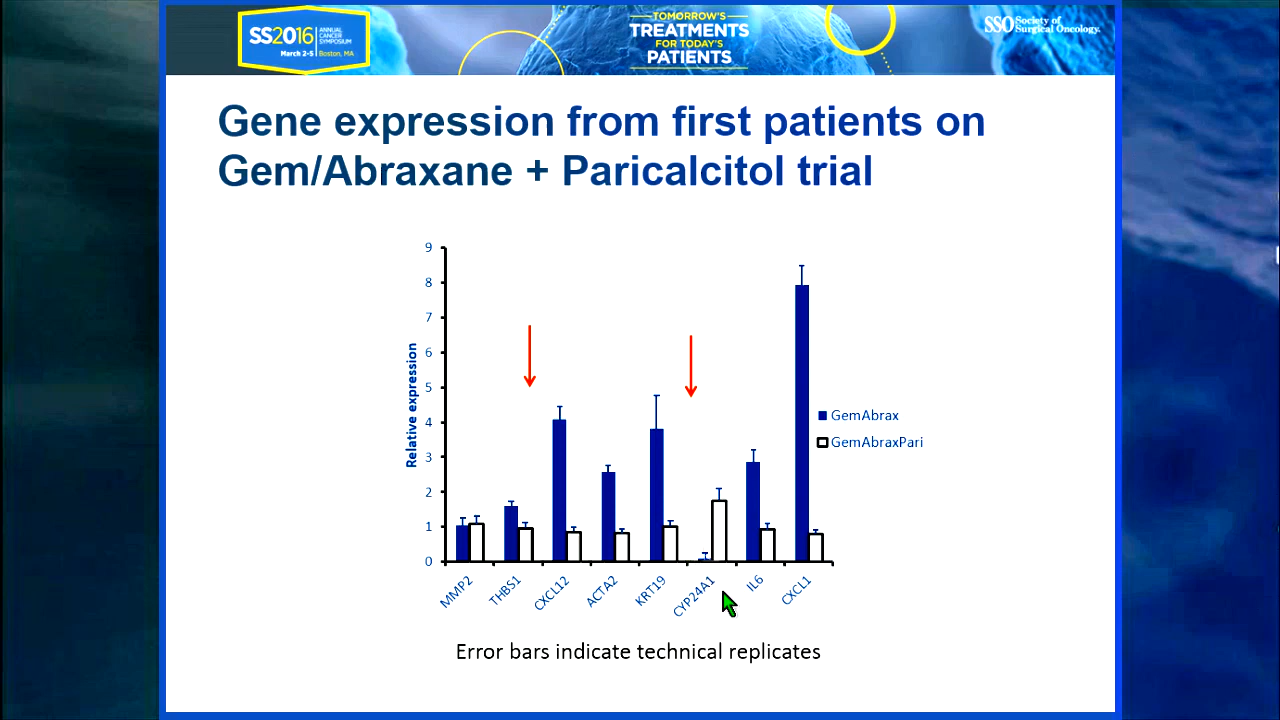 SS2016
ANNUAL
CANCER
SYMPOSIUM
March 2-5 | Boston, MA
TOMORROW'S
TREATMENTS
FOR TODAY'S
PATIENTS
SSO Society of
Surgical Oncology.
Gene expression from first patients on
Gem/Abraxane + Paricalcitol trial
Relative expression
9
8
7
6
5
4
3
2
1
0
MMP2
THBS1
CXCL12
ACTA2
KRT19
CYP24A1
IL6
CXCL1
GemAbrax
GemAbraxPari
Error bars indicate technical replicates